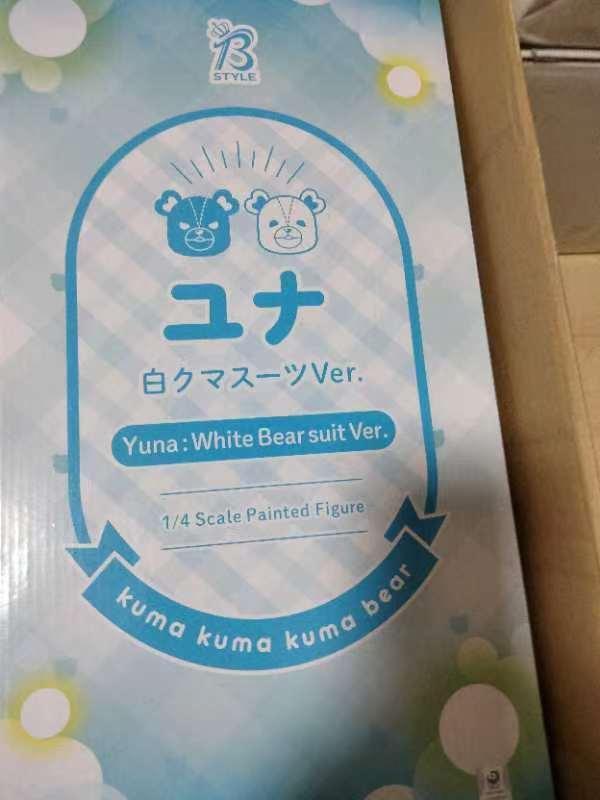 B
STYLE
ユナ
白クマスーツVer.
Yuna : White Bear suit Ver.
1/4 Scale Painted Figure
kuma kuma kuma bear